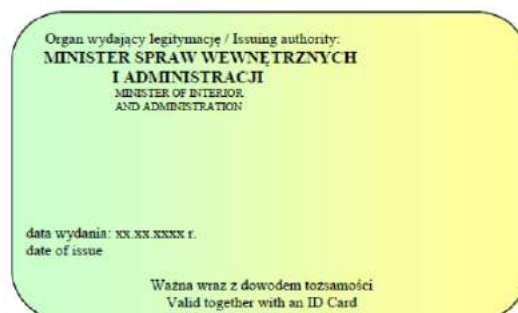 Organ wydający legitymację / Issuing authority:
MINISTER SPRAW WEWNĘTRZNYCH
I ADMINISTRACJI
MINISTER OF INTERIOR
AND ADMINISTRATION
data wydania: xx.xx.xxxx r.
date of issue
Ważna wraz z dowodem tożsamości
Valid together with an ID Card